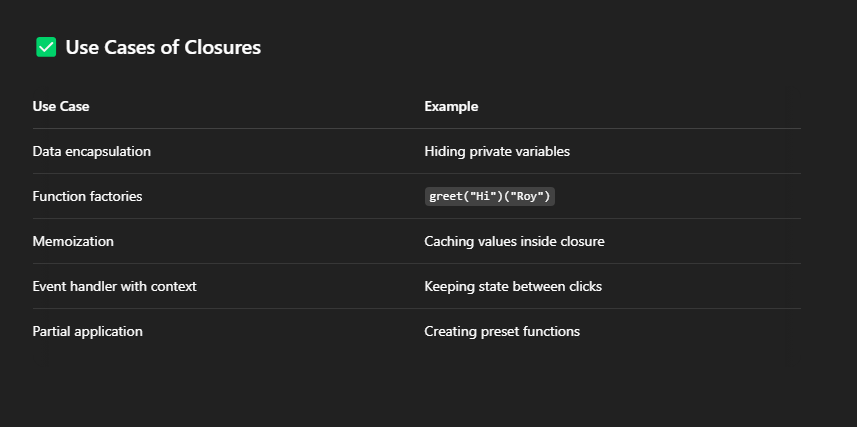 ✅ Use Cases of Closures
Use Case Example
Data encapsulation Hiding private variables
Function factories greet("Hi")("Roy")
Memoization Caching values inside closure
Event handler with context Keeping state between clicks
Partial application Creating preset functions